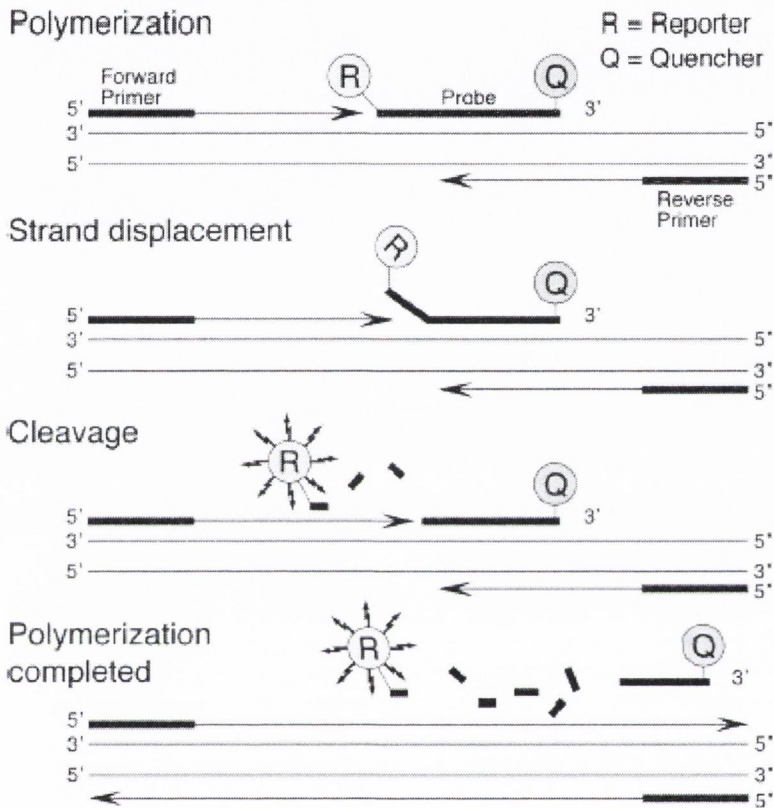 Polymerization
R = Reporter
Q = Quencher
Forward
Primer
R
Probe
Q
5'
3'
3'
5'
5'
3'
5'
Reverse
Primer
Strand displacement
R
Q
5'
3'
3'
5'
5'
3'
5'
Cleavage
R
Q
5'
3'
3'
5'
5'
3'
5'
Polymerization
completed
R
Q
3'
5'
3'
5'
5'
3'
5'